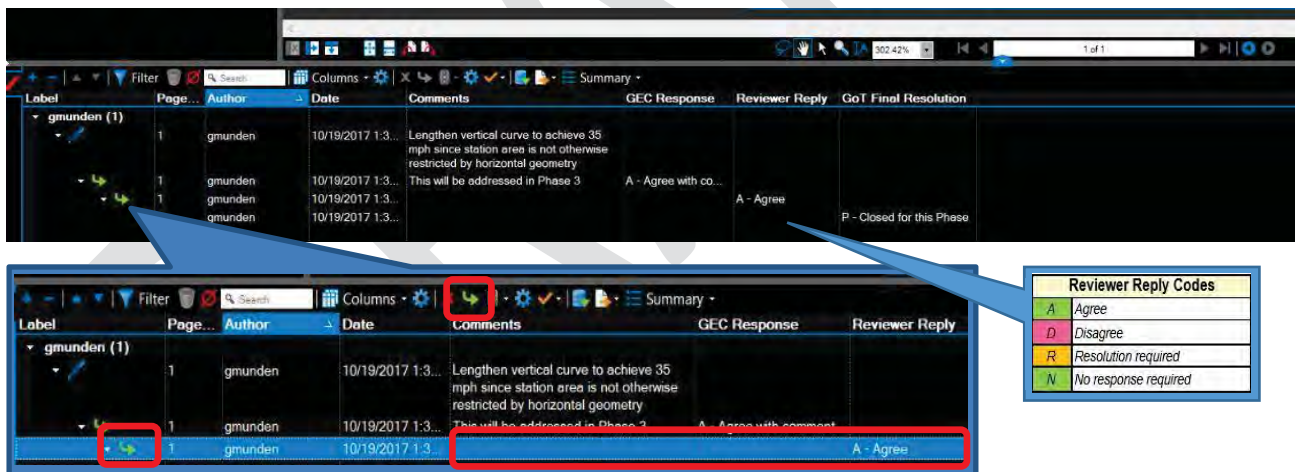 302.42% 1 of 1
Filter Search Columns Summary
Label Page... Author Date Comments GEC Response Reviewer Reply GoT Final Resolution
gmunden (1)
1 gmunden 10/19/2017 1:3... Lengthen vertical curve to achieve 35
mph since station area is not otherwise
restricted by horizontal geometry
1 gmunden 10/19/2017 1:3... This will be addressed in Phase 3 A - Agree with co...
1 gmunden 10/19/2017 1:3... A - Agree
gmunden 10/19/2017 1:3... P - Closed for this Phase
Filter Search Columns Summary
Label Page... Author Date Comments GEC Response Reviewer Reply
gmunden (1)
1 gmunden 10/19/2017 1:3... Lengthen vertical curve to achieve 35
mph since station area is not otherwise
restricted by horizontal geometry
1 gmunden 10/19/2017 1:3... This will be addressed in Phase 3 A - Agree with comment
1 gmunden 10/19/2017 1:3... A - Agree
Reviewer Reply Codes
A Agree
D Disagree
R Resolution required
N No response required